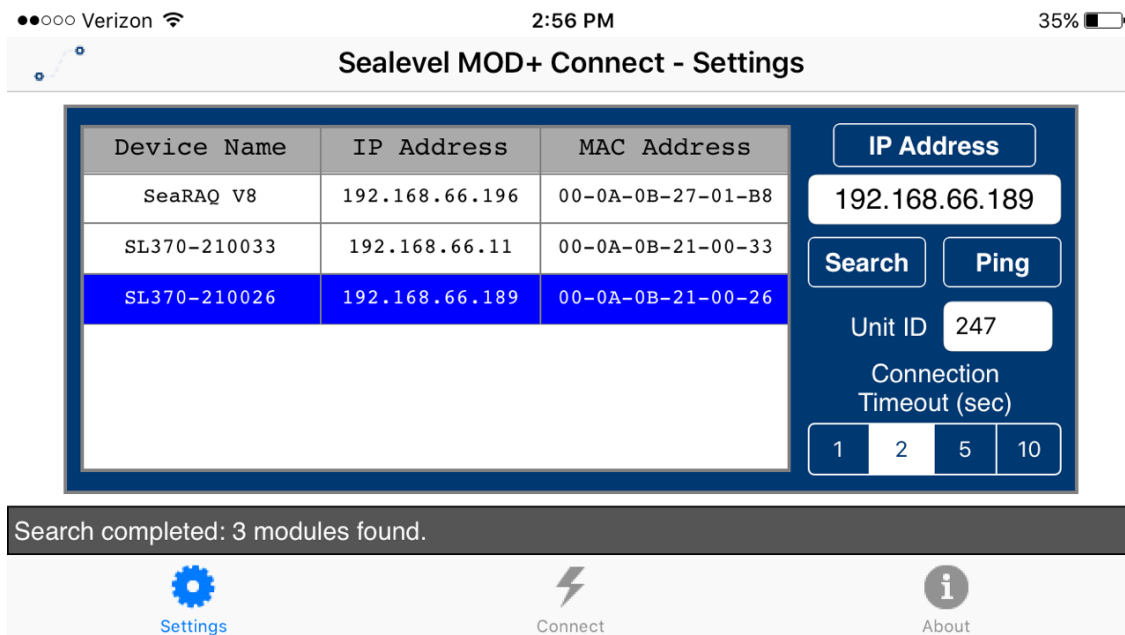 Verizon 2:56 PM 35%
Sealevel MOD+ Connect - Settings
Device Name IP Address MAC Address
SeaRAQ V8 192.168.66.196 00-0A-0B-27-01-B8
SL370-210033 192.168.66.11 00-0A-0B-21-00-33
SL370-210026 192.168.66.189 00-0A-0B-21-00-26
IP Address
192.168.66.189
Search Ping
Unit ID 247
Connection
Timeout (sec)
1 2 5 10
Search completed: 3 modules found.
Settings Connect About